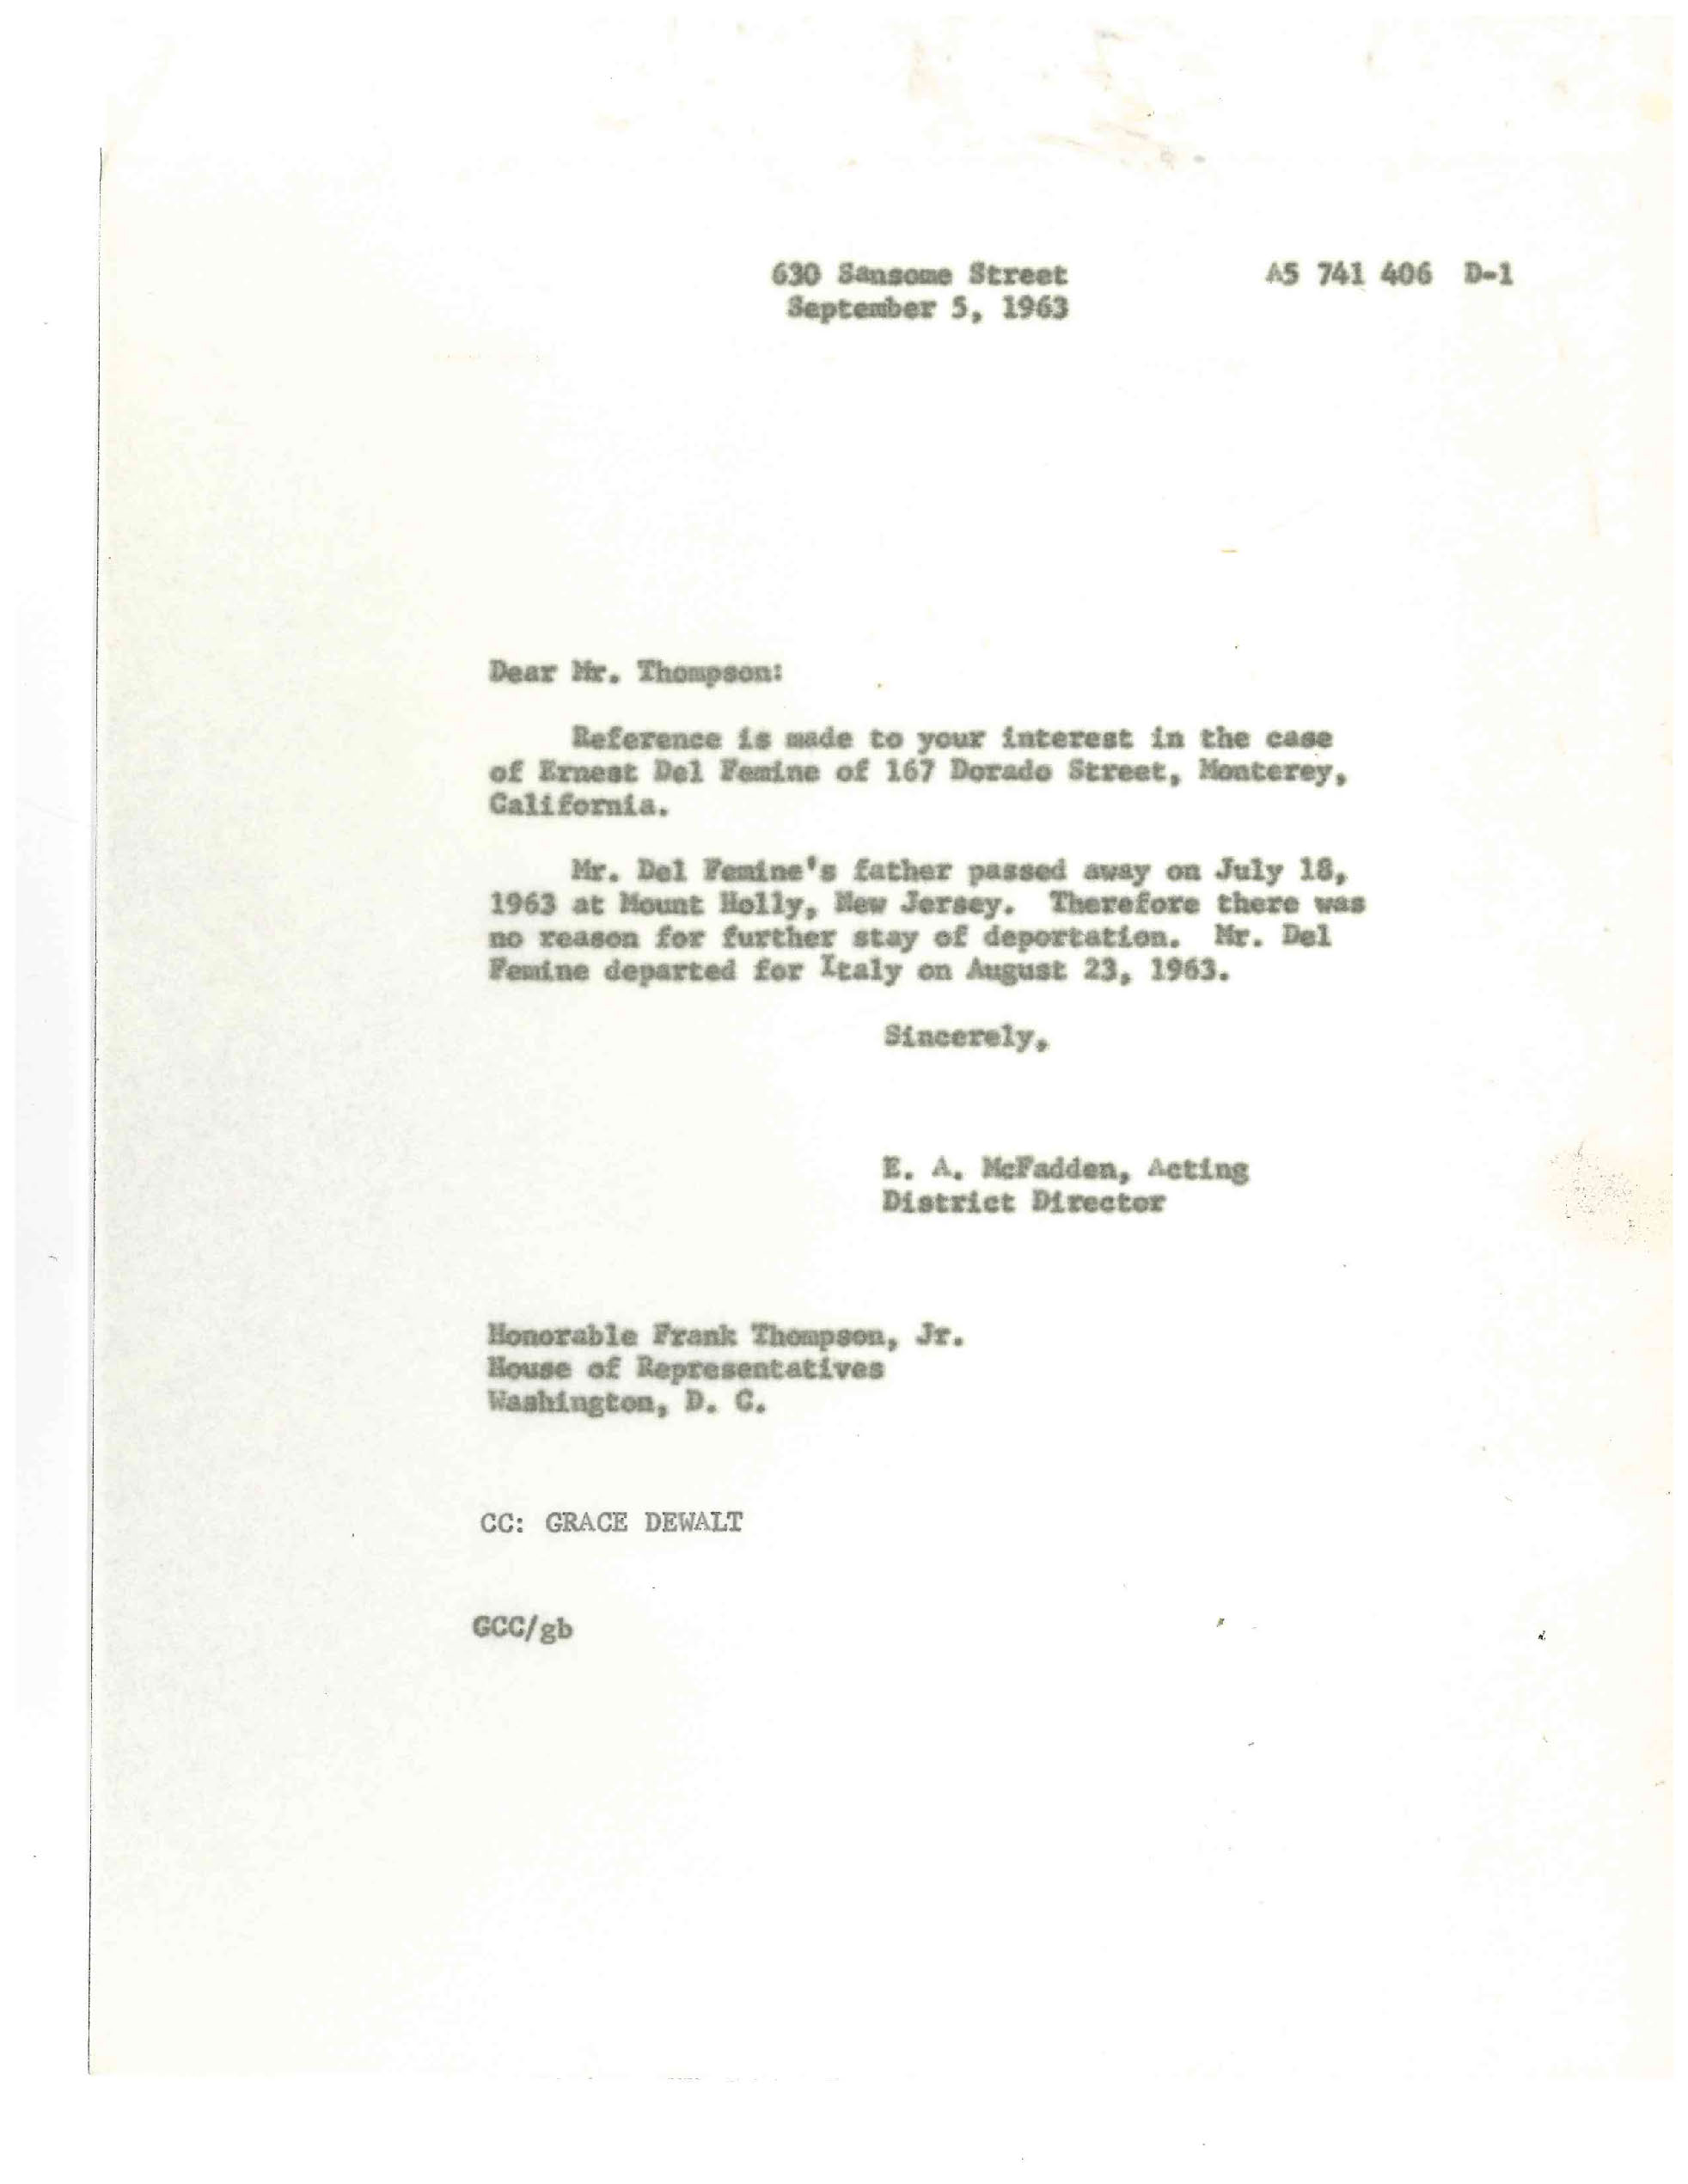 630 Sansome Street A5 741 406 D-1
September 5, 1963
Dear Mr. Thompson:
Reference is made to your interest in the case
of Ernest Del Femine of 167 Dorado Street, Monterey,
California.
Mr. Del Femine's father passed away on July 18,
1963 at Mount Holly, New Jersey. Therefore there was
no reason for further stay of deportation. Mr. Del
Femine departed for Italy on August 23, 1963.
Sincerely,
E. A. McFadden, Acting
District Director
Honorable Frank Thompson, Jr.
House of Representatives
Washington, D. C.
CC: GRACE DEWALT
GCC/gb